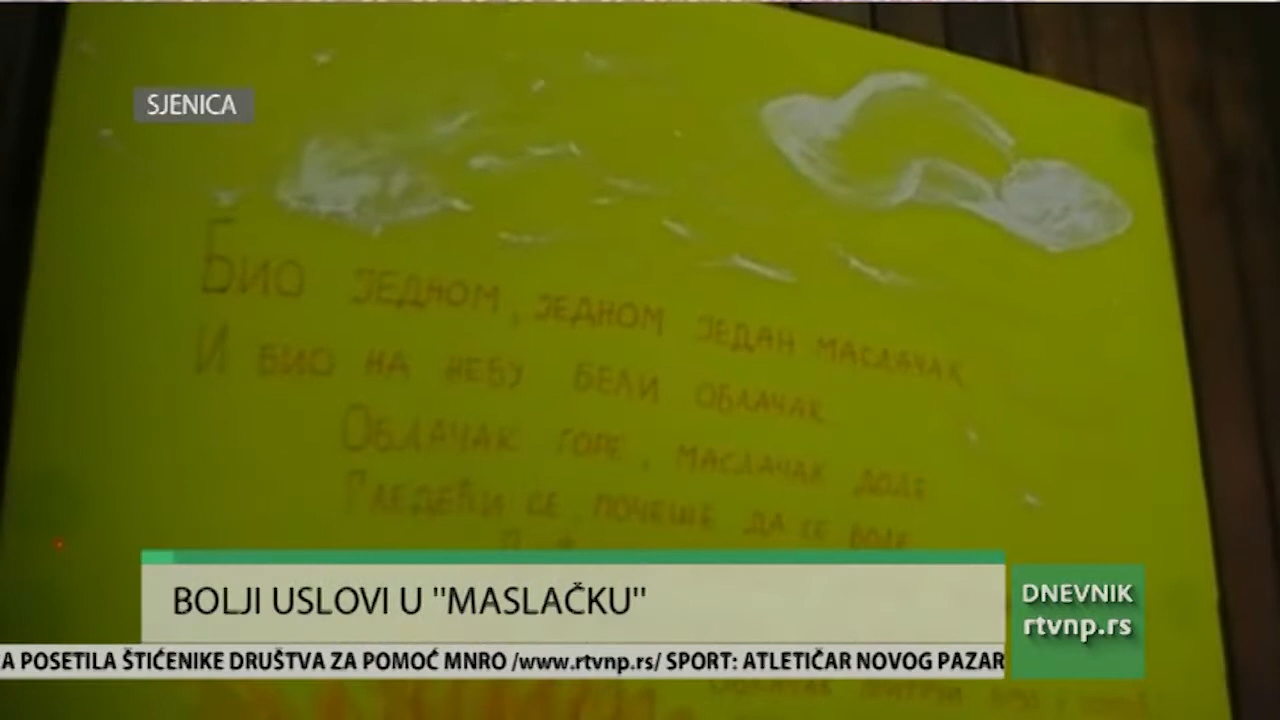 SJENICA
Био једном, једном један маслачак
И био на небу бели облачак
Облачак горе, маслачак доле
Гледећи се почеше да се воле
BOLJI USLOVI U "MASLAČKU"
DNEVNIK
rtvnp.rs
A POSETILA ŠTIĆENIKE DRUŠTVA ZA POMOĆ MNRO /www.rtvnp.rs/ SPORT: ATLETIČAR NOVOG PAZAR